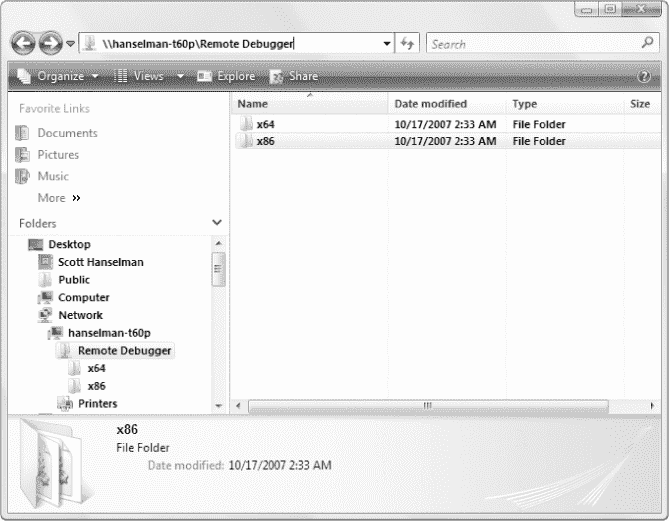 \\hanselman-t60p\Remote Debugger
Search
Organize Views Explore Share
Favorite Links
Documents
Pictures
Music
More »
Folders
Desktop
Scott Hanselman
Public
Computer
Network
hanselman-t60p
Remote Debugger
x64
x86
Printers
Name Date modified Type Size
x64 10/17/2007 2:33 AM File Folder
x86 10/17/2007 2:33 AM File Folder
x86
File Folder
Date modified: 10/17/2007 2:33 AM